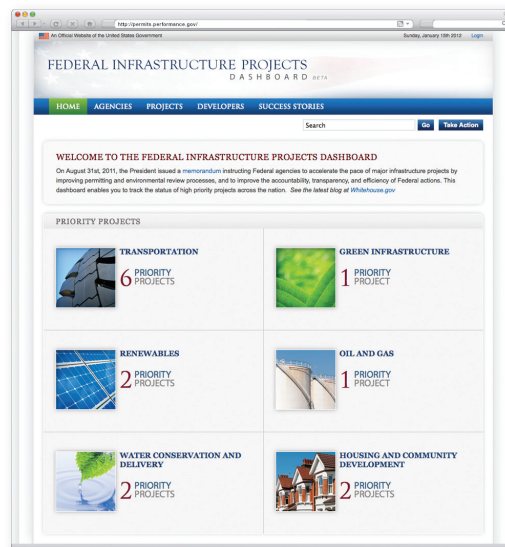 http://permits.performance.gov/
An Official Website of the United States Government
Sunday, January 15th 2012 Login
FEDERAL INFRASTRUCTURE PROJECTS
DASHBOARD BETA
HOME AGENCIES PROJECTS DEVELOPERS SUCCESS STORIES
Search Go Take Action
WELCOME TO THE FEDERAL INFRASTRUCTURE PROJECTS DASHBOARD
On August 31st, 2011, the President issued a memorandum instructing Federal agencies to accelerate the pace of major infrastructure projects by
improving permitting and environmental review processes, and to improve the accountability, transparency, and efficiency of Federal actions. This
dashboard enables you to track the status of high priority projects across the nation. See the latest blog at Whitehouse.gov
PRIORITY PROJECTS
TRANSPORTATION
6 PRIORITY
PROJECTS
GREEN INFRASTRUCTURE
1 PRIORITY
PROJECT
RENEWABLES
2 PRIORITY
PROJECTS
OIL AND GAS
1 PRIORITY
PROJECT
WATER CONSERVATION AND
DELIVERY
2 PRIORITY
PROJECTS
HOUSING AND COMMUNITY
DEVELOPMENT
2 PRIORITY
PROJECTS